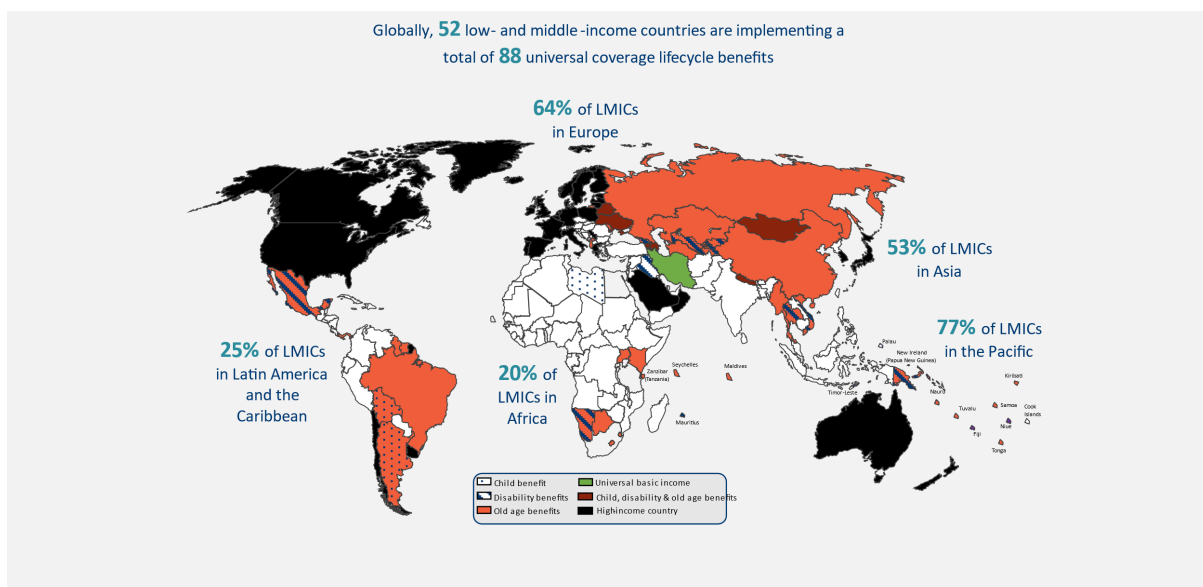 Globally, 52 low- and middle-income countries are implementing a
total of 88 universal coverage lifecycle benefits
64% of LMICs
in Europe
53% of LMICs
in Asia
77% of LMICs
in the Pacific
25% of LMICs
in Latin America
and the
Caribbean
20% of
LMICs in
Africa
Seychelles
Zanzibar
(Tanzania)
Maldives
Mauritius
Palau
New Ireland
(Papua New Guinea)
Timor-Leste
Kiribati
Nauru
Tuvalu
Samoa
Cook
Islands
Fiji
Niue
Tonga
Child benefit
Universal basic income
Disability benefits
Child, disability & old age benefits
Old age benefits
Highincome country